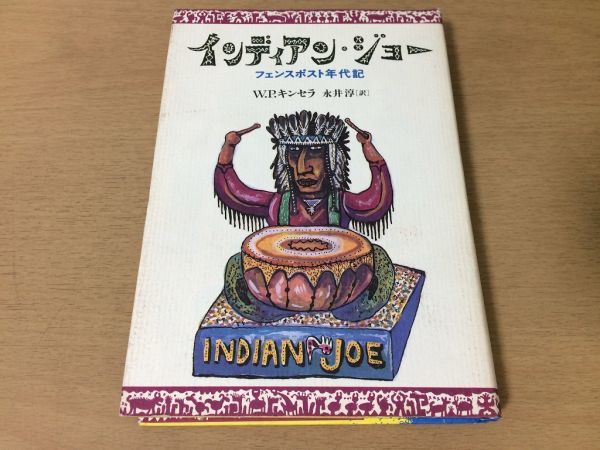 インディアン・ジョー
フェンスポスト年代記
W.P.キンセラ 永井淳[訳]
INDIAN JOE